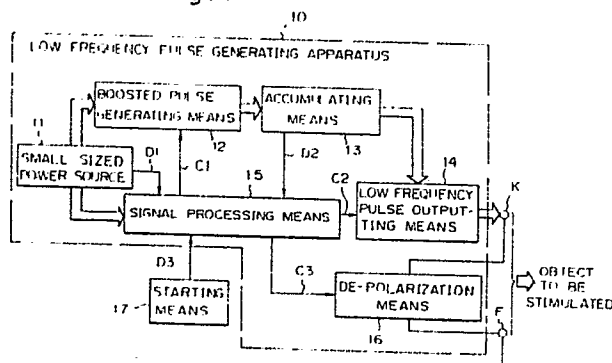 10
LOW FREQUENCY PULSE GENERATING APPARATUS
BOOSTED PULSE
GENERATING MEANS
12
ACCUMULATING
MEANS
13
11
SMALL SIZED
POWER SOURCE
D1
C1
D2
15
SIGNAL PROCESSING MEANS
C2
14
LOW FREQUENCY
PULSE OUTPUT-
TING MEANS
K
D3
C3
STARTING
MEANS
17
DE-POLARIZATION
MEANS
16
F
OBJECT
TO BE
STIMULATED